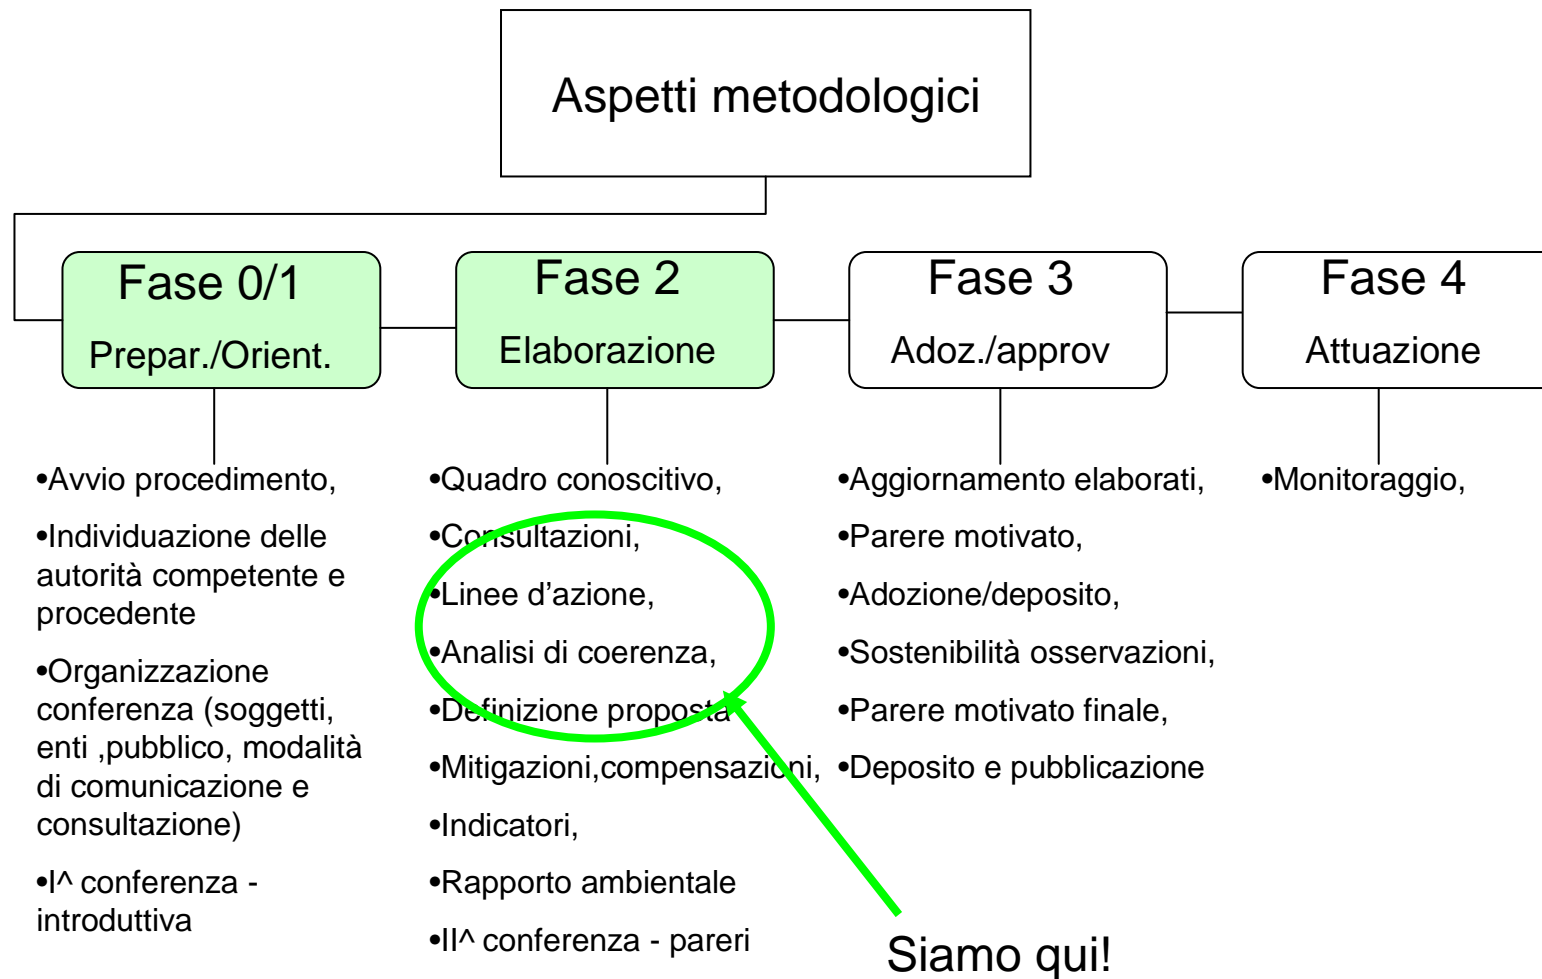 Aspetti metodologici
Fase 0/1
Prepar./Orient.
Fase 2
Elaborazione
Fase 3
Adoz./approv
Fase 4
Attuazione
•Avvio procedimento,
•Individuazione delle
autorità competente e
procedente
•Organizzazione
conferenza (soggetti,
enti ,pubblico, modalità
di comunicazione e
consultazione)
•I^ conferenza -
introduttiva
•Quadro conoscitivo,
•Consultazioni,
•Linee d’azione,
•Analisi di coerenza,
•Definizione proposta
•Mitigazioni,compensazioni,
•Indicatori,
•Rapporto ambientale
•II^ conferenza - pareri
•Aggiornamento elaborati,
•Parere motivato,
•Adozione/deposito,
•Sostenibilità osservazioni,
•Parere motivato finale,
•Deposito e pubblicazione
•Monitoraggio,
Siamo qui!